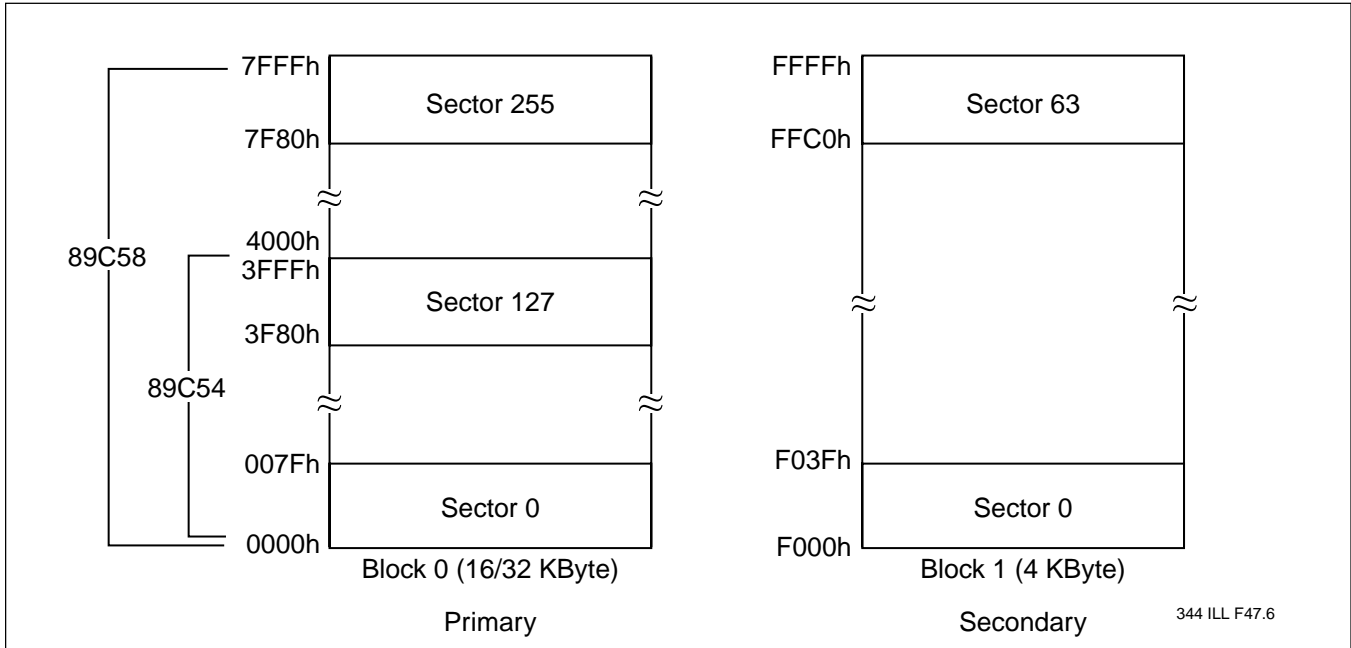 7FFFh
Sector 255
7F80h
4000h
89C58
3FFFh
Sector 127
3F80h
89C54
007Fh
Sector 0
0000h
Block 0 (16/32 KByte)
Primary
FFFFh
Sector 63
FFC0h
F03Fh
Sector 0
F000h
Block 1 (4 KByte)
Secondary
344 ILL F47.6